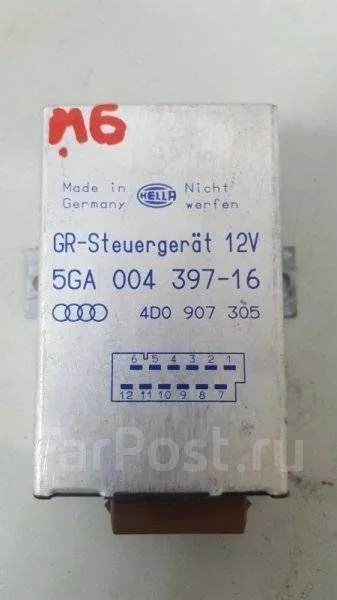 M6
Made in HELLA Nicht
Germany werfen
GR-Steuergerät 12V
5GA 004 397-16
4D0 907 305
6 5 4 3 2 1
12 11 10 9 8 7
CarPost.ru